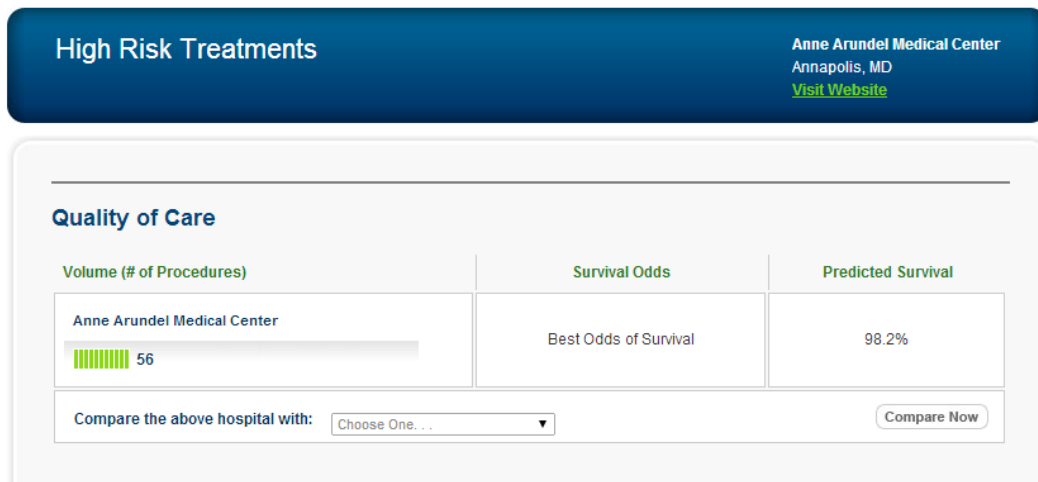 High Risk Treatments
Anne Arundel Medical Center
Annapolis, MD
Visit Website
Quality of Care
Volume (# of Procedures)
Survival Odds
Predicted Survival
Anne Arundel Medical Center
56
Best Odds of Survival
98.2%
Compare the above hospital with:
Choose One. . .
Compare Now